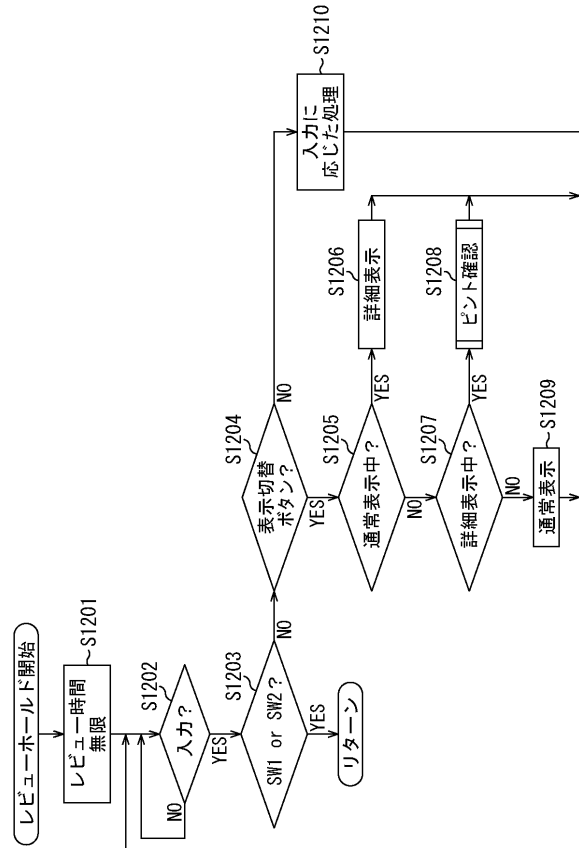 レビューホールド開始
S1201
レビュー時間
無限
S1202
入力?
NO
YES
S1203
SW1 or SW2?
NO
YES
リターン
S1204
表示切替
ボタン?
NO
YES
S1205
通常表示中?
YES
NO
S1206
詳細表示
S1207
詳細表示中?
YES
NO
S1208
ピント確認
S1209
通常表示
S1210
入力に
応じた処理